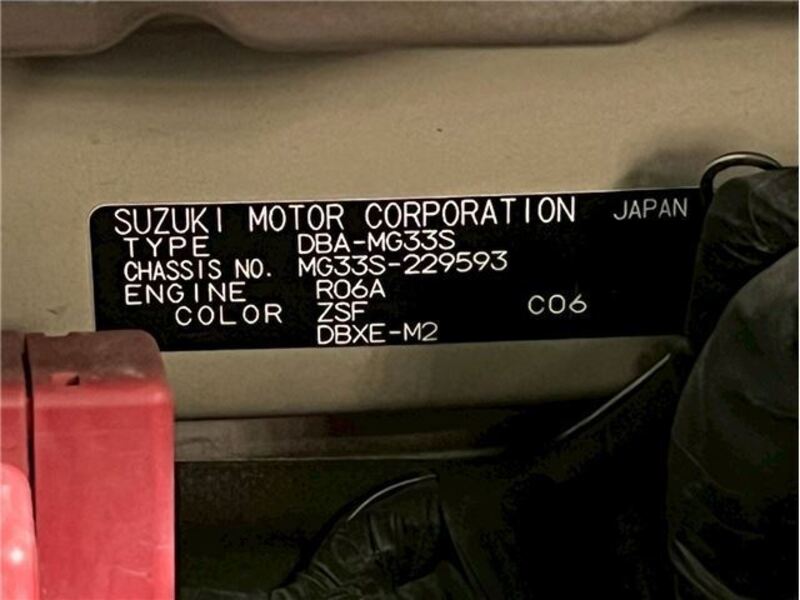 SUZUKI MOTOR CORPORATION JAPAN
TYPE DBA-MG33S
CHASSIS NO. MG33S-229593
ENGINE R06A
COLOR ZSF C06
DBXE-M2